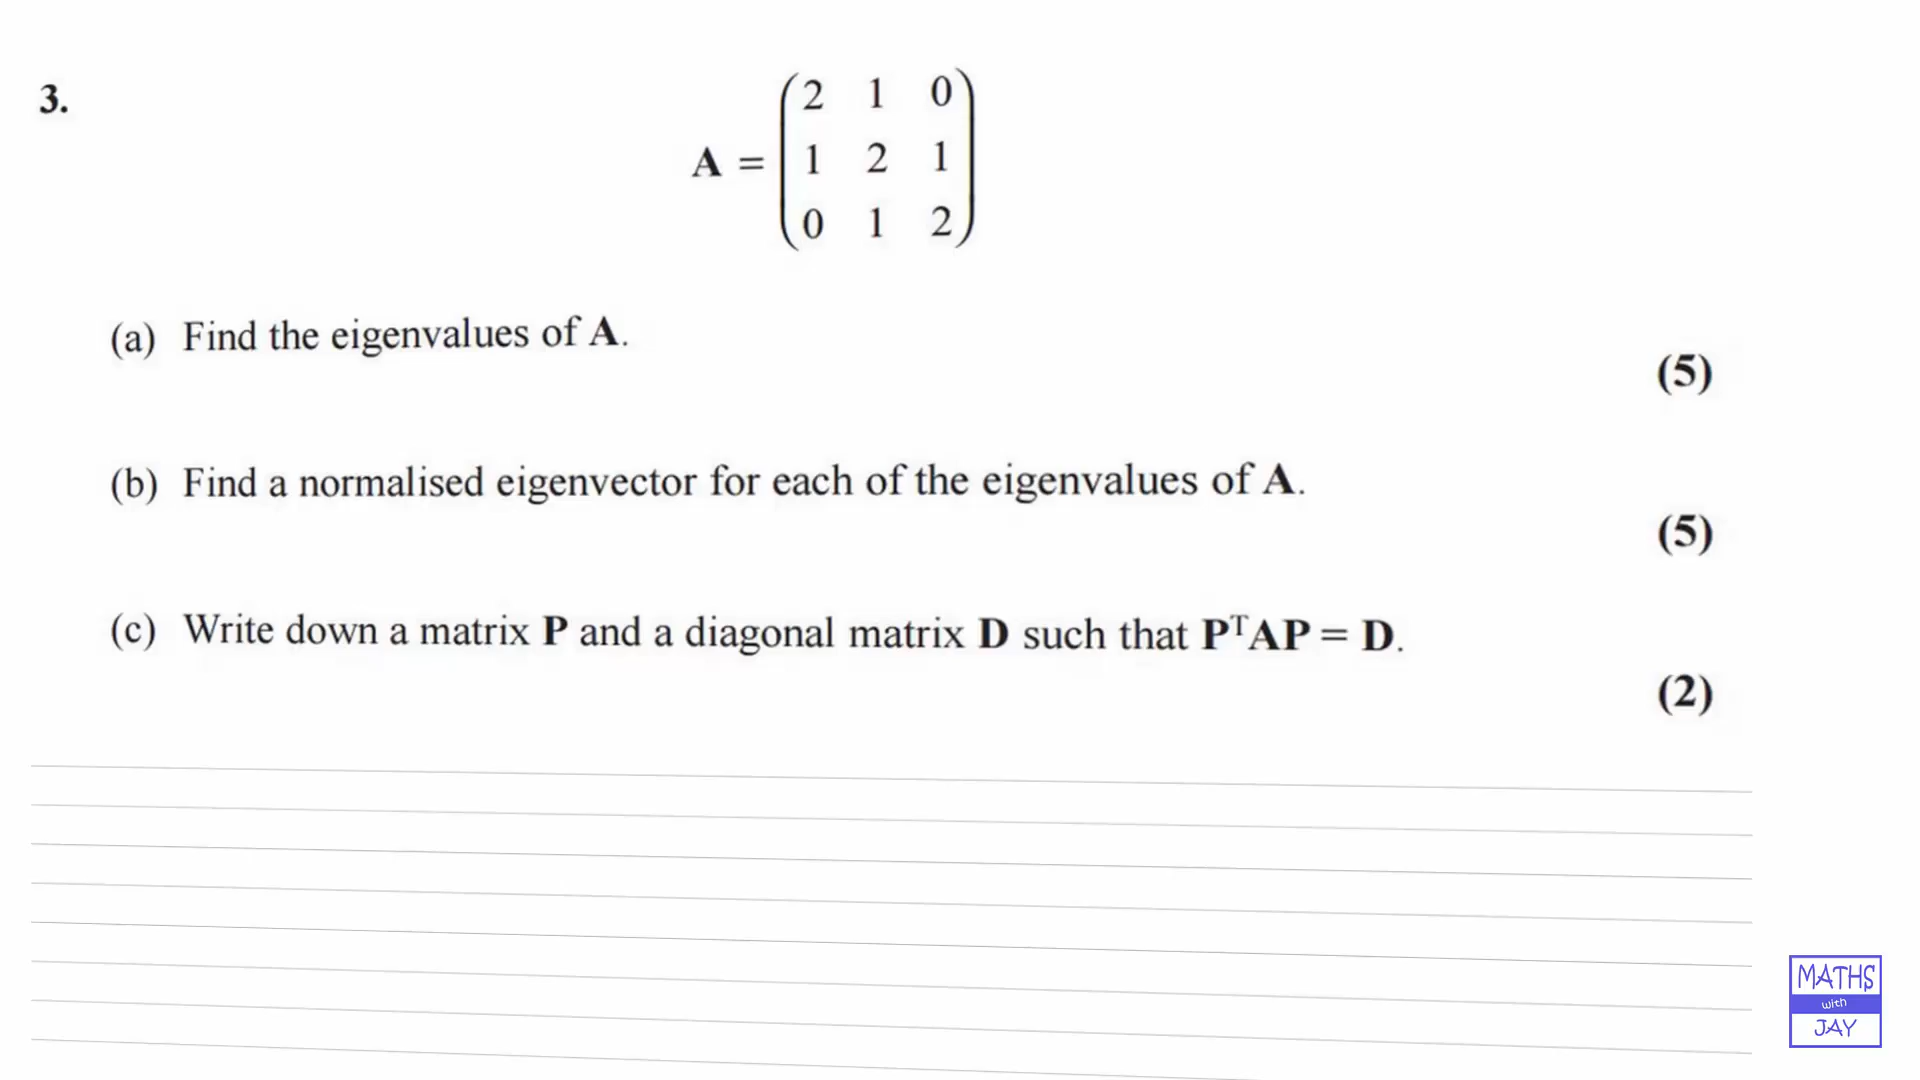 3.
A = (2 1 0
1 2 1
0 1 2)
(a) Find the eigenvalues of A.
(5)
(b) Find a normalised eigenvector for each of the eigenvalues of A.
(5)
(c) Write down a matrix P and a diagonal matrix D such that PᵀAP = D.
(2)
MATHS
with
JAY